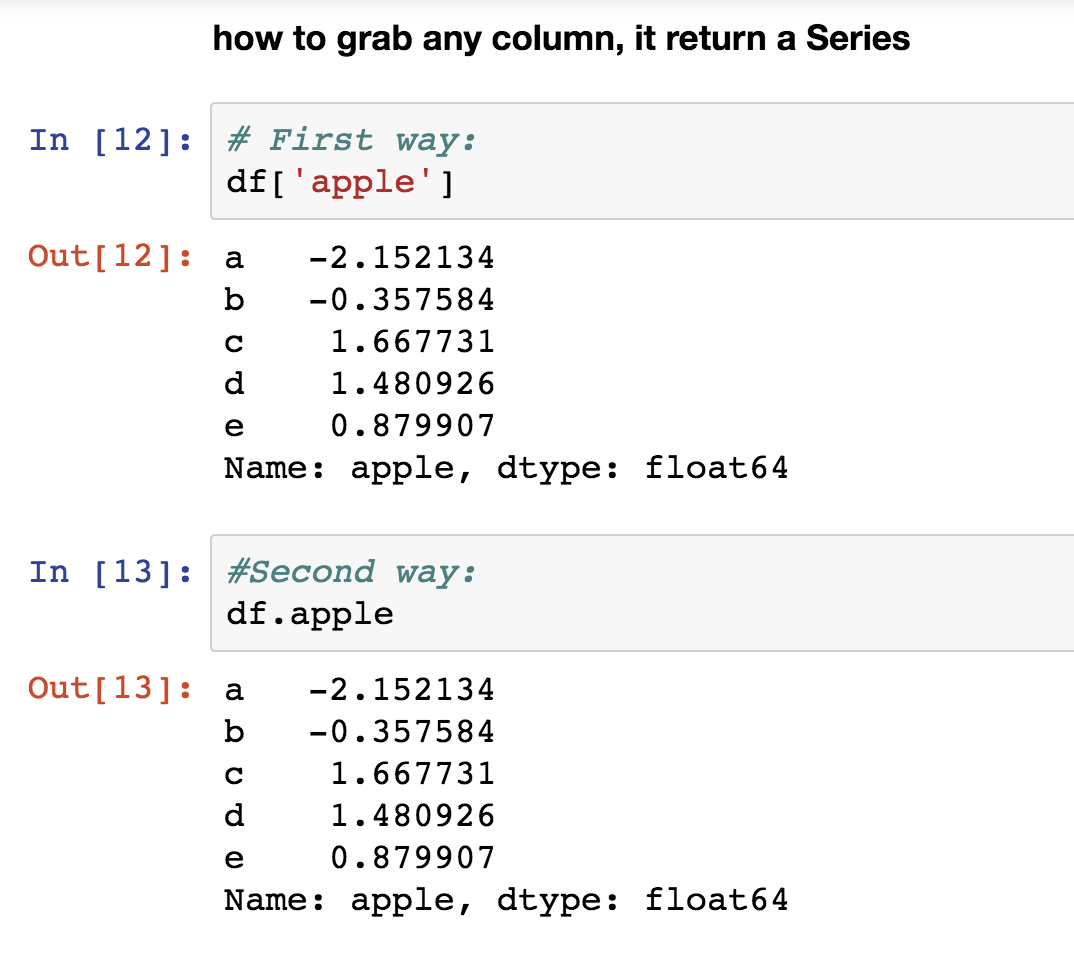 how to grab any column, it return a Series
In [12]:
# First way:
df['apple']
Out[12]:
a   -2.152134
b   -0.357584
c    1.667731
d    1.480926
e    0.879907
Name: apple, dtype: float64
In [13]:
#Second way:
df.apple
Out[13]:
a   -2.152134
b   -0.357584
c    1.667731
d    1.480926
e    0.879907
Name: apple, dtype: float64